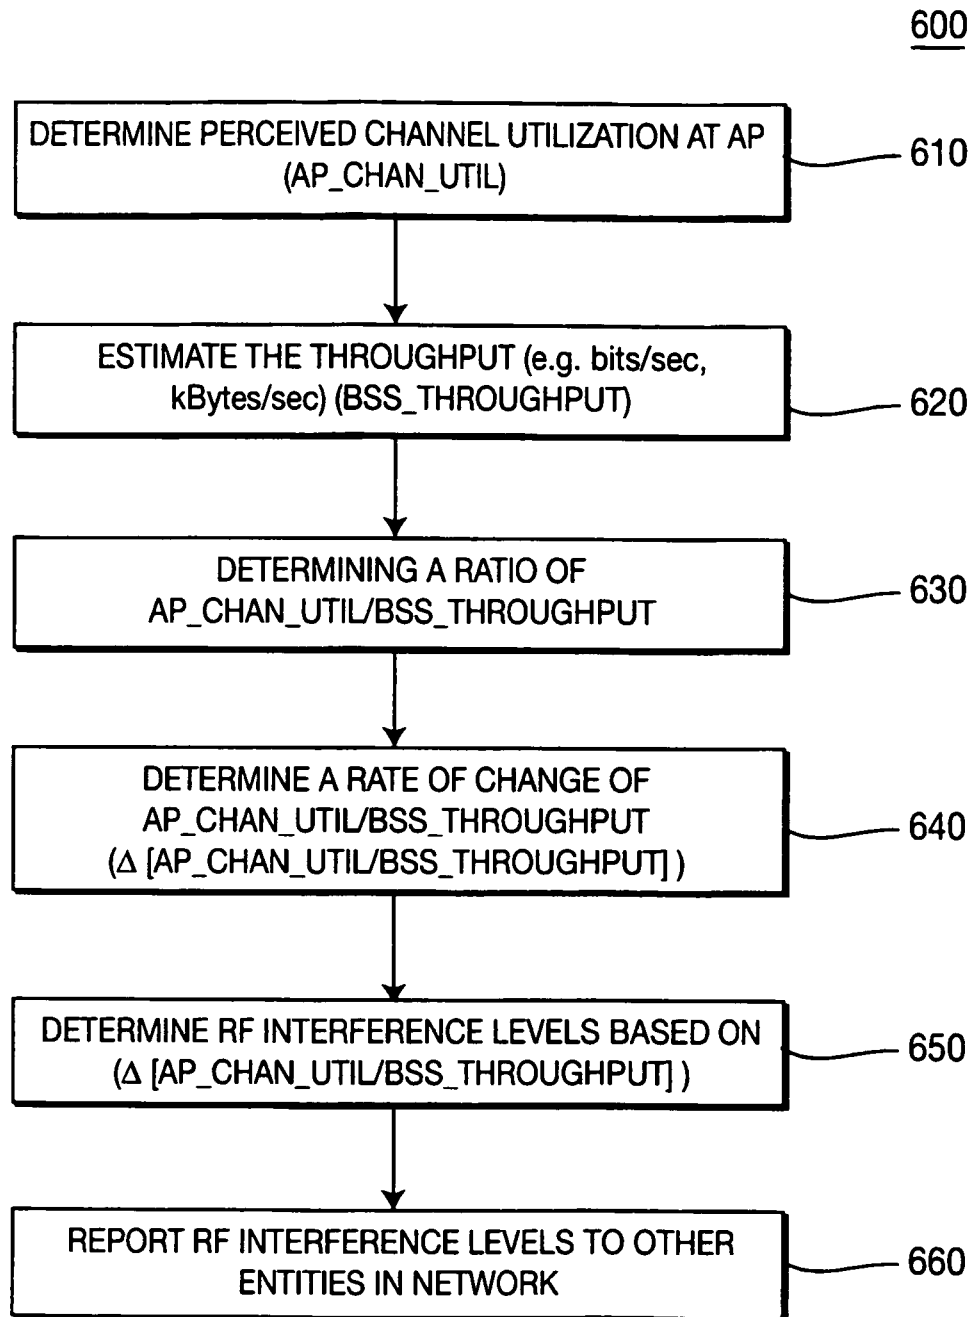 600
DETERMINE PERCEIVED CHANNEL UTILIZATION AT AP
(AP_CHAN_UTIL)
610
ESTIMATE THE THROUGHPUT (e.g. bits/sec,
kBytes/sec) (BSS_THROUGHPUT)
620
DETERMINING A RATIO OF
AP_CHAN_UTIL/BSS_THROUGHPUT
630
DETERMINE A RATE OF CHANGE OF
AP_CHAN_UTIL/BSS_THROUGHPUT
(Δ [AP_CHAN_UTIL/BSS_THROUGHPUT] )
640
DETERMINE RF INTERFERENCE LEVELS BASED ON
(Δ [AP_CHAN_UTIL/BSS_THROUGHPUT] )
650
REPORT RF INTERFERENCE LEVELS TO OTHER
ENTITIES IN NETWORK
660